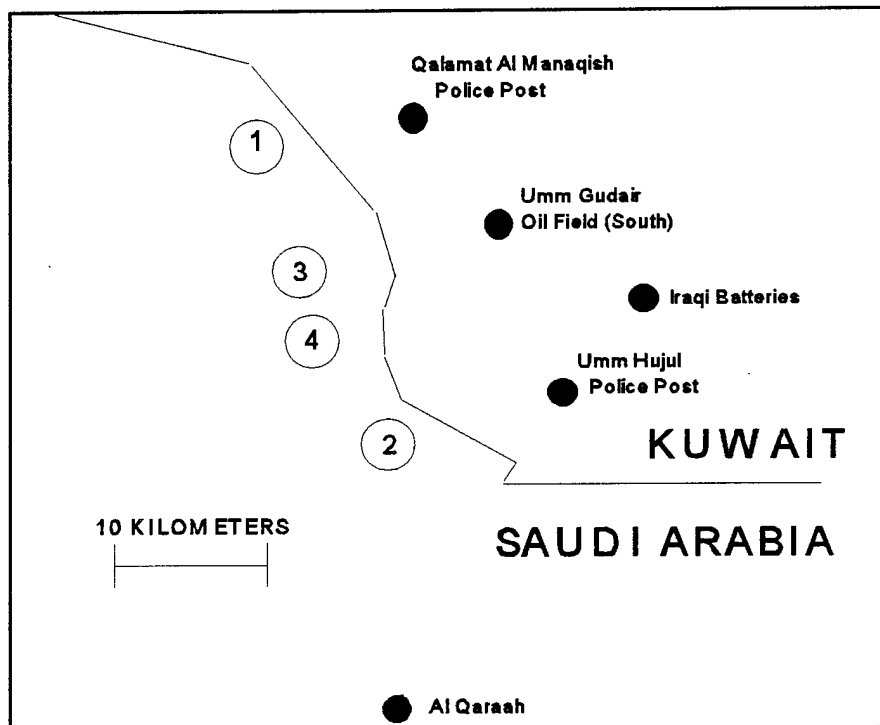 Qalamat Al Manaqish
Police Post
1
Umm Gudair
Oil Field (South)
3
Iraqi Batteries
4
Umm Hujul
Police Post
2
KUWAIT
10 KILOMETERS
SAUDI ARABIA
Al Qaraah